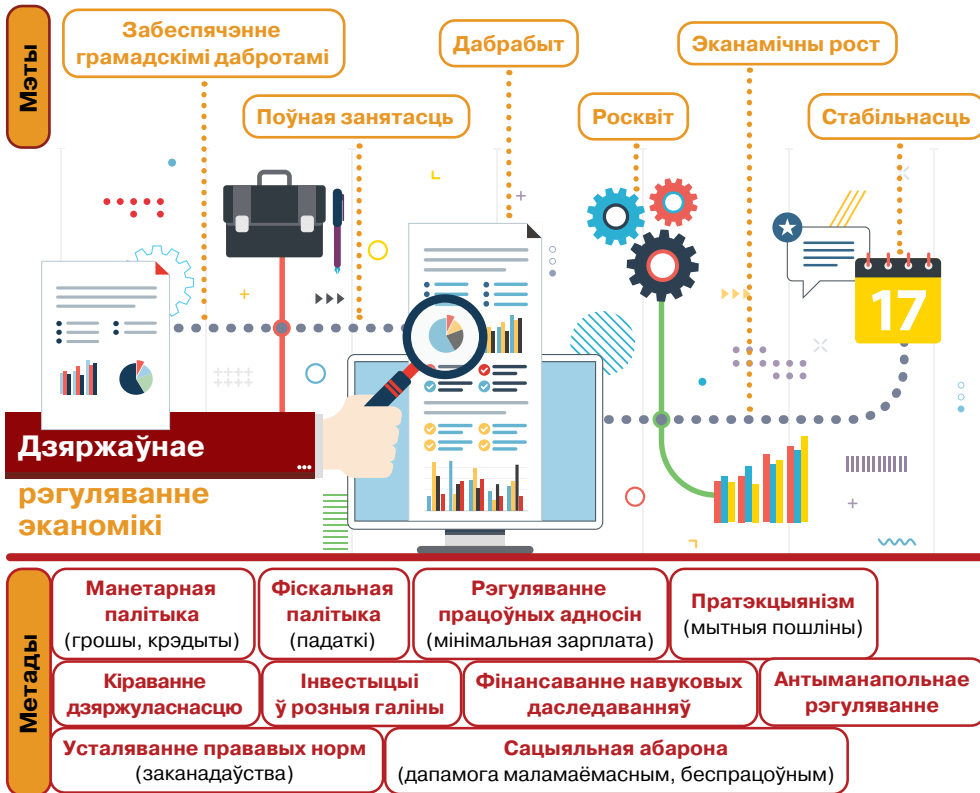 Мэты
Забеспячэнне
грамадскімі дабротамі
Дабрабыт
Эканамічны рост
Поўная занятасць
Росквіт
Стабільнасць
17
Дзяржаўнае
...
рэгуляванне
эканомікі
Метады
Манетарная
палітыка
(грошы, крэдыты)
Фіскальная
палітыка
(падаткі)
Рэгуляванне
працоўных адносін
(мінімальная зарплата)
Пратэкцыянізм
(мытныя пошліны)
Кіраванне
дзяржуласнасцю
Інвестыцыі
ў розныя галіны
Фінансаванне навуковых
даследаванняў
Антыманапольнае
рэгуляванне
Усталяванне прававых норм
(заканадаўства)
Сацыяльная абарона
(дапамога маламаёмасным, беспрацоўным)